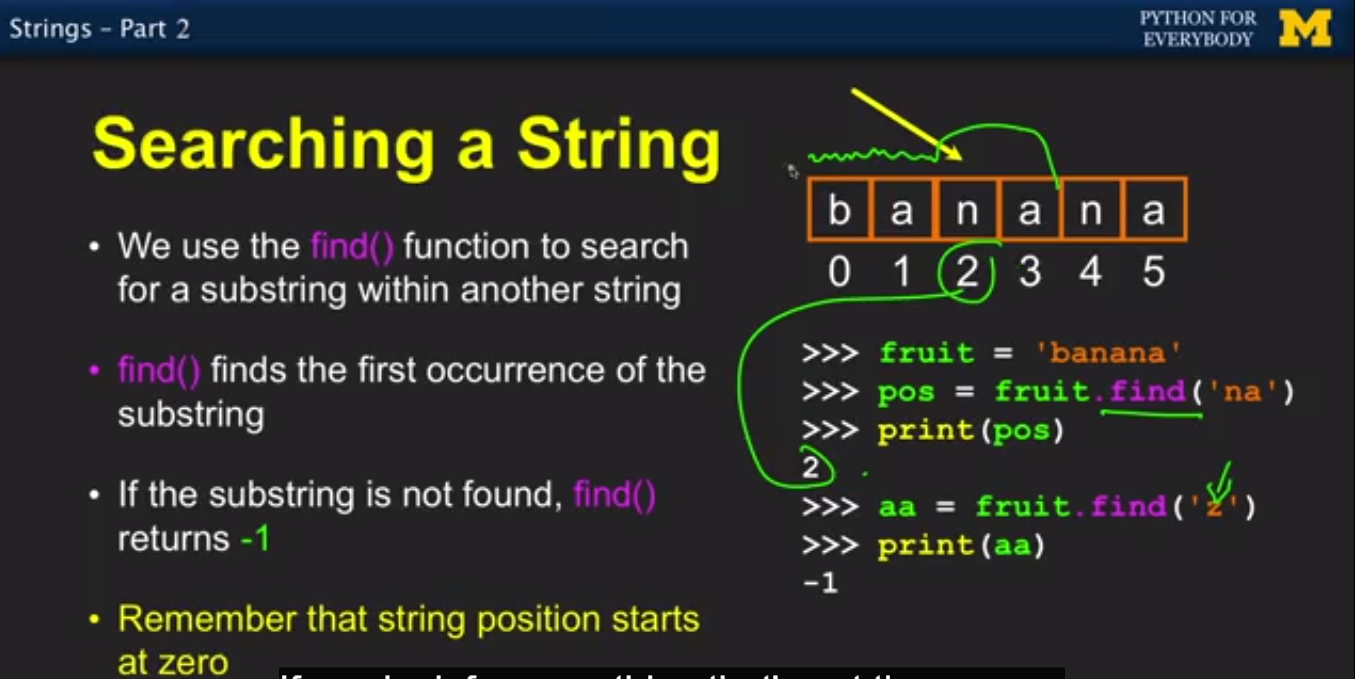 Strings – Part 2
PYTHON FOR
EVERYBODY
M
Searching a String
• We use the find() function to search
for a substring within another string
• find() finds the first occurrence of the
substring
• If the substring is not found, find()
returns -1
• Remember that string position starts
at zero
b a n a n a
0 1 2 3 4 5
>>> fruit = 'banana'
>>> pos = fruit.find('na')
>>> print(pos)
2
>>> aa = fruit.find('z')
>>> print(aa)
-1